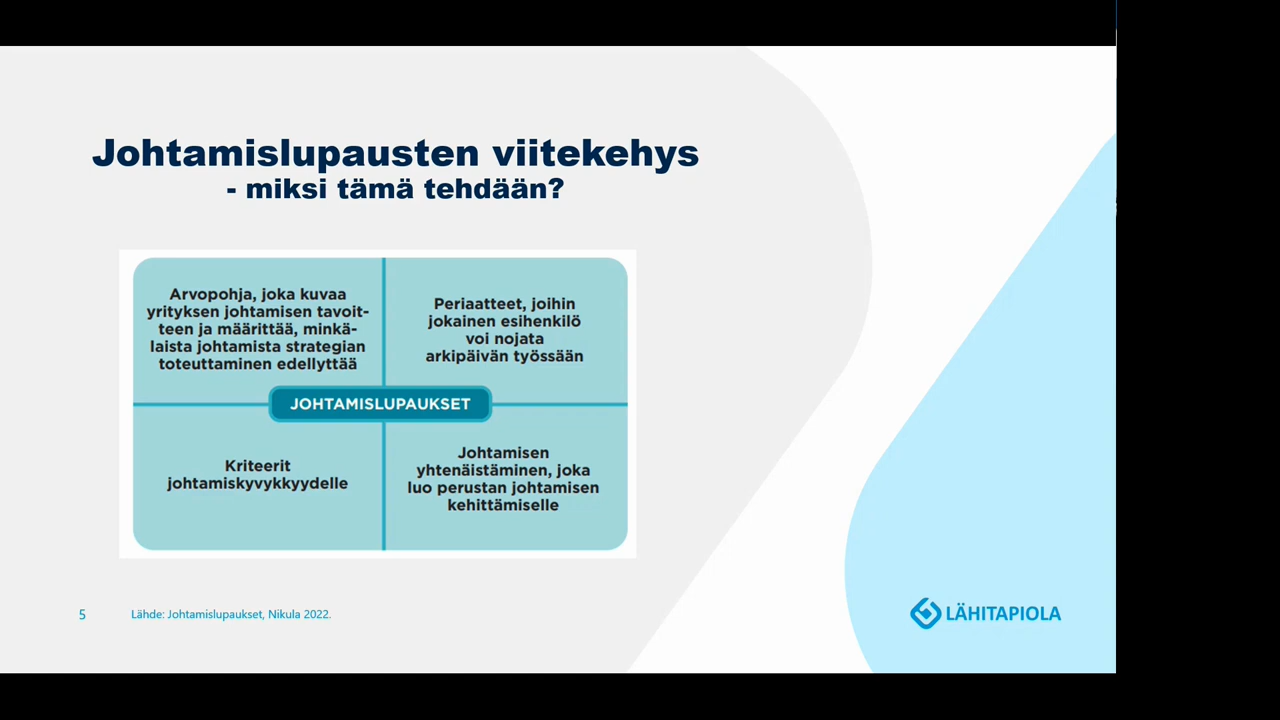 Johtamislupausten viitekehys
- miksi tämä tehdään?
Arvopohja, joka kuvaa
yrityksen johtamisen tavoit-
teen ja määrittää, minkä-
laista johtamista strategian
toteuttaminen edellyttää
Periaatteet, joihin
jokainen esihenkilö
voi nojata
arkipäivän työssään
JOHTAMISLUPAUKSET
Kriteerit
johtamiskyvykkyydelle
Johtamisen
yhtenäistäminen, joka
luo perustan johtamisen
kehittämiselle
5
Lähde: Johtamislupaukset, Nikula 2022.
LÄHITAPIOLA